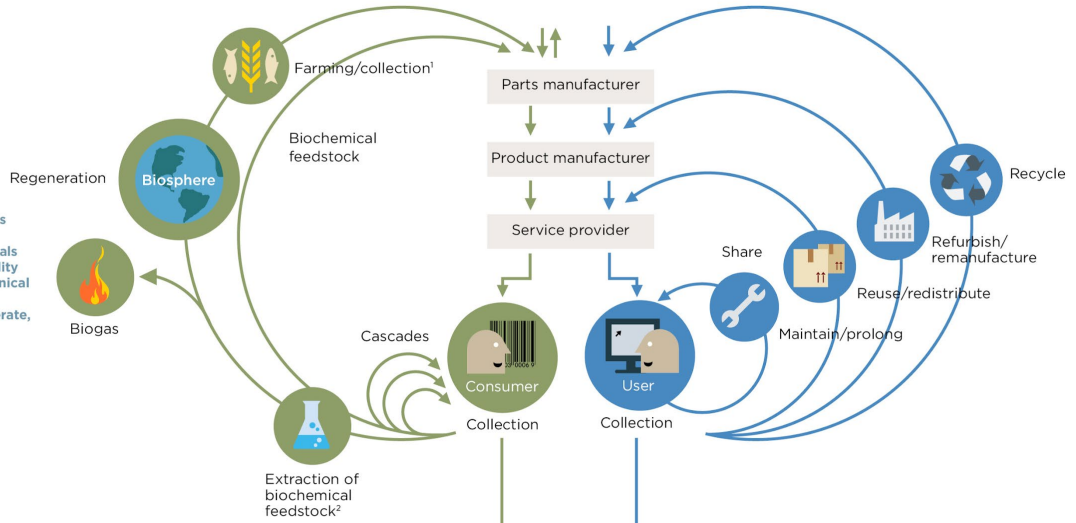 Farming/collection¹
Parts manufacturer
Biochemical
feedstock
Product manufacturer
Recycle
Regeneration
Biosphere
Service provider
Share
Refurbish/
remanufacture
Reuse/redistribute
Biogas
Cascades
Maintain/prolong
Consumer
User
Collection
Collection
Extraction of
biochemical
feedstock²